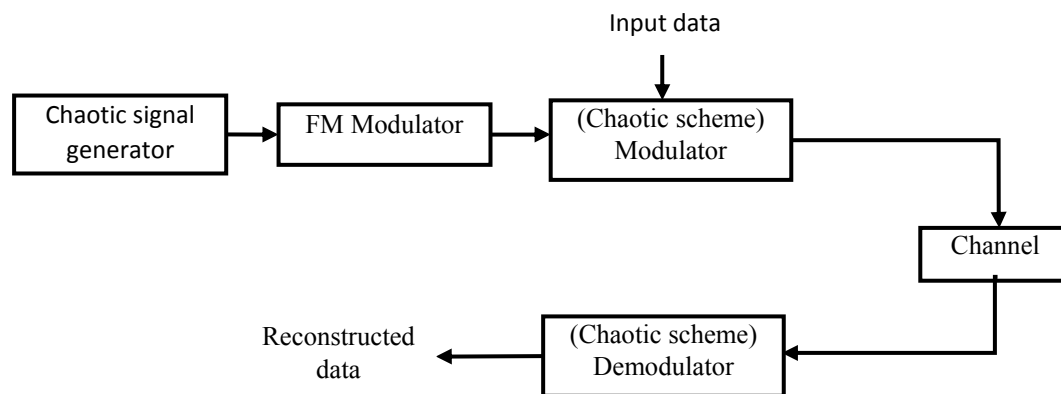 Input data
Chaotic signal
generator
FM Modulator
(Chaotic scheme)
Modulator
Channel
(Chaotic scheme)
Demodulator
Reconstructed
data